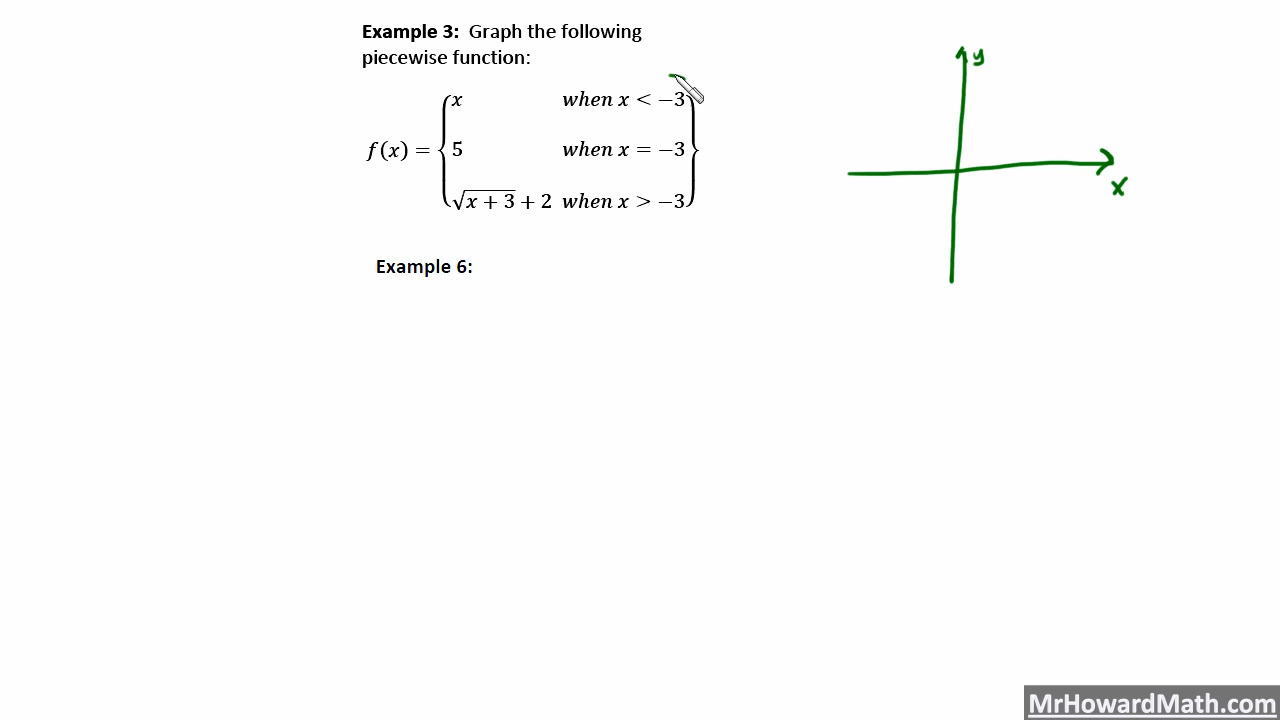 Example 3: Graph the following
piecewise function:
f(x) = { x when x < −3
5 when x = −3
√x + 3 + 2 when x > −3 }
Example 6:
y
x
MrHowardMath.com